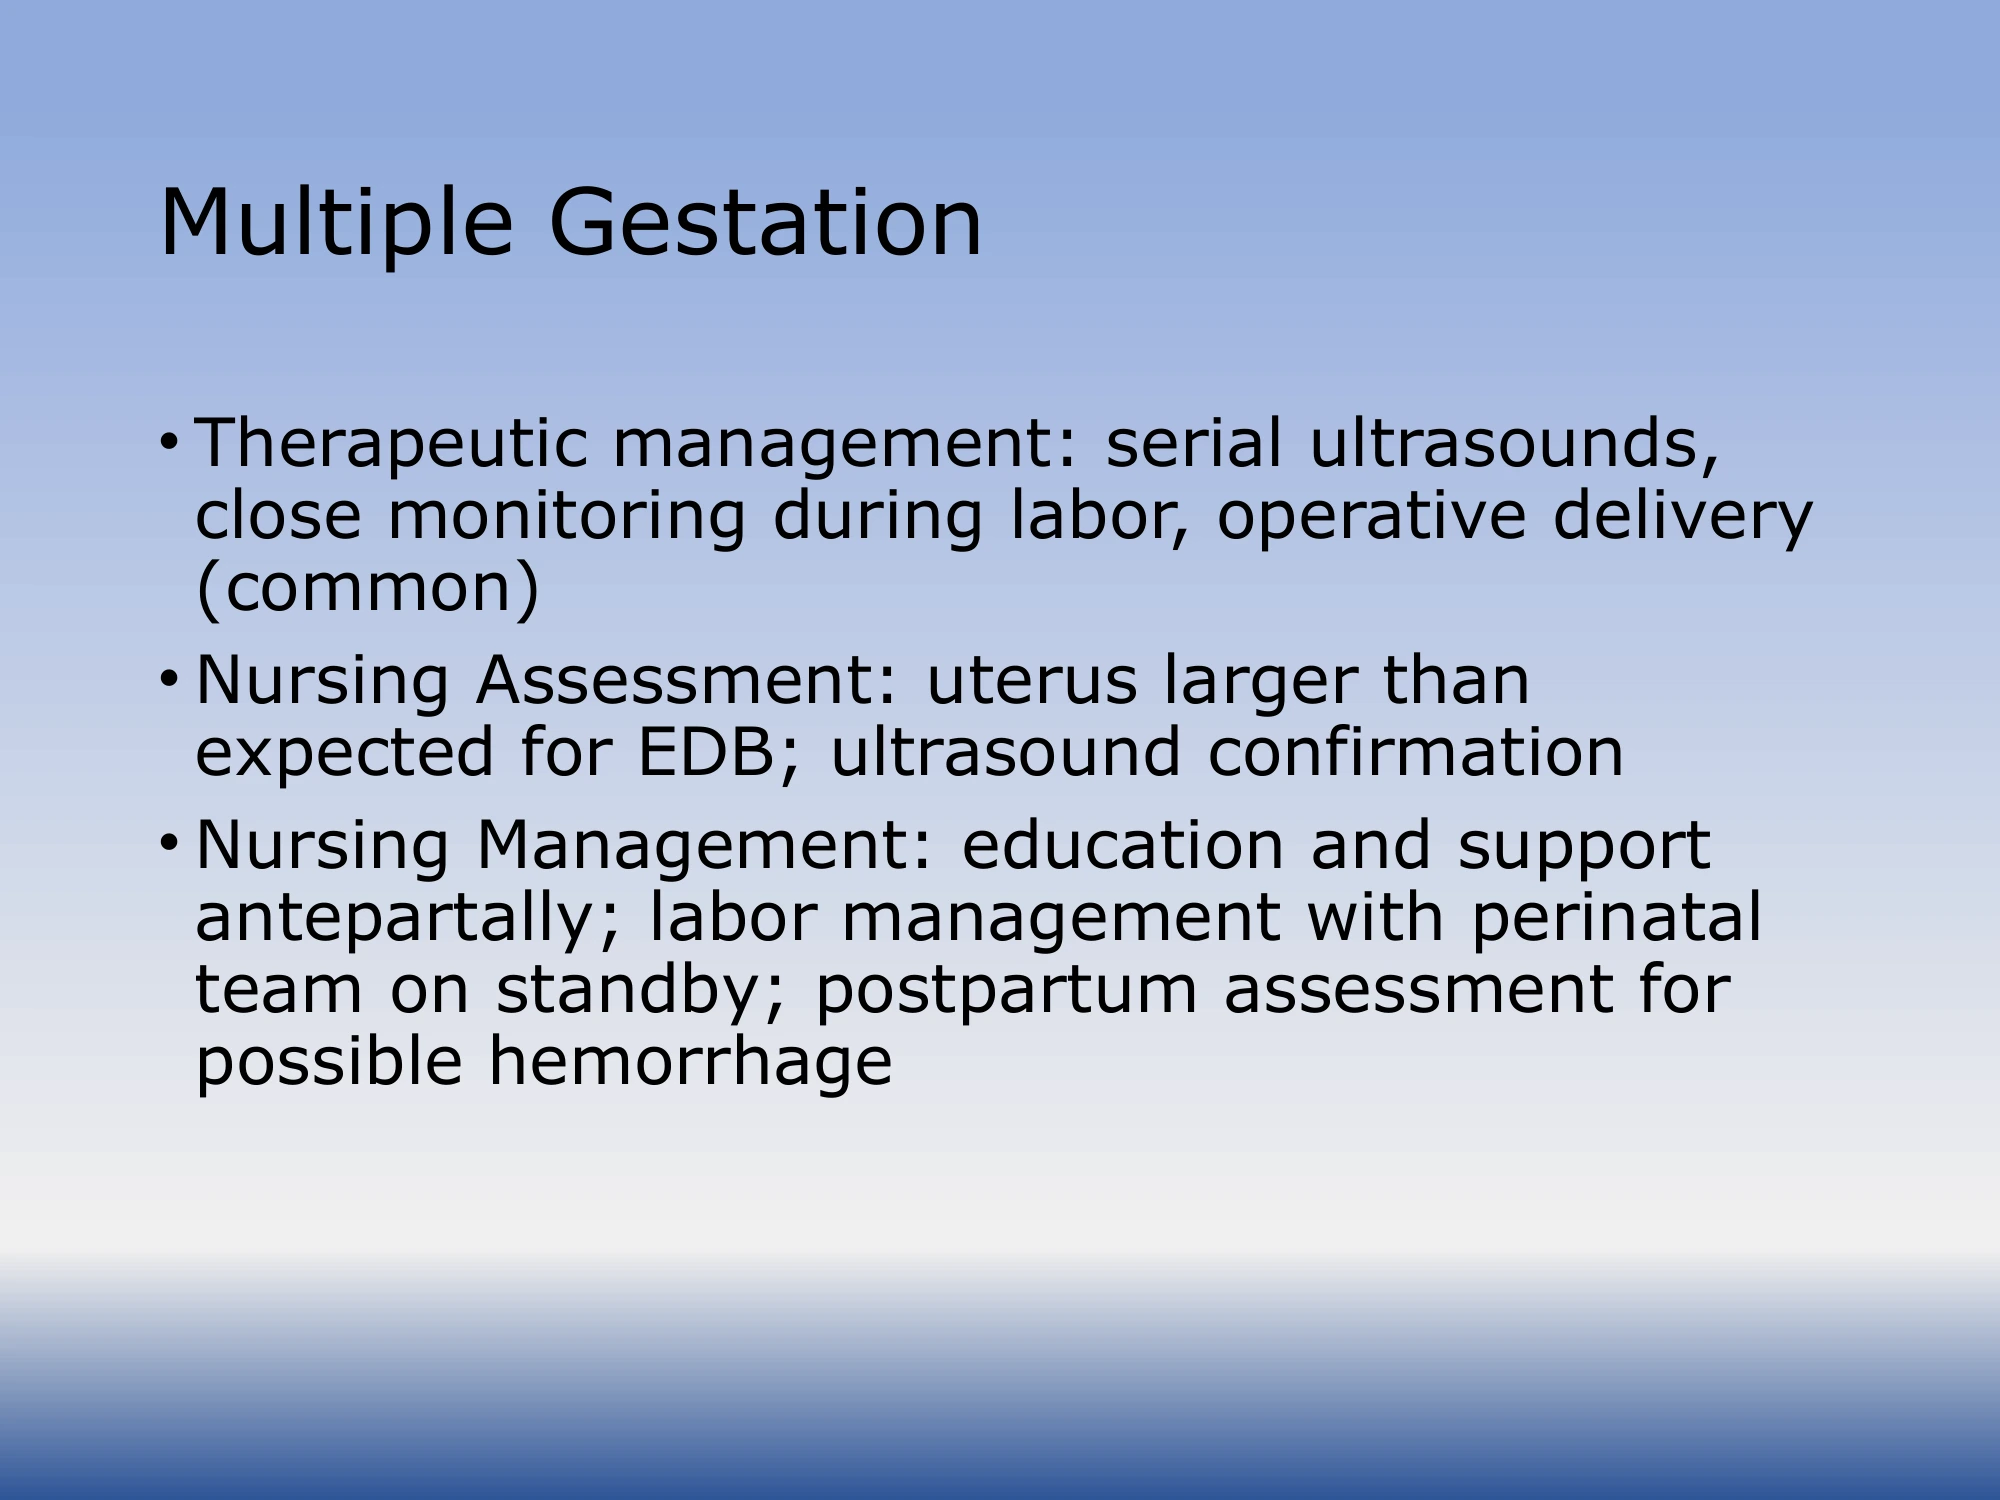 Multiple Gestation
• Therapeutic management: serial ultrasounds,
close monitoring during labor, operative delivery
(common)
• Nursing Assessment: uterus larger than
expected for EDB; ultrasound confirmation
• Nursing Management: education and support
antepartally; labor management with perinatal
team on standby; postpartum assessment for
possible hemorrhage